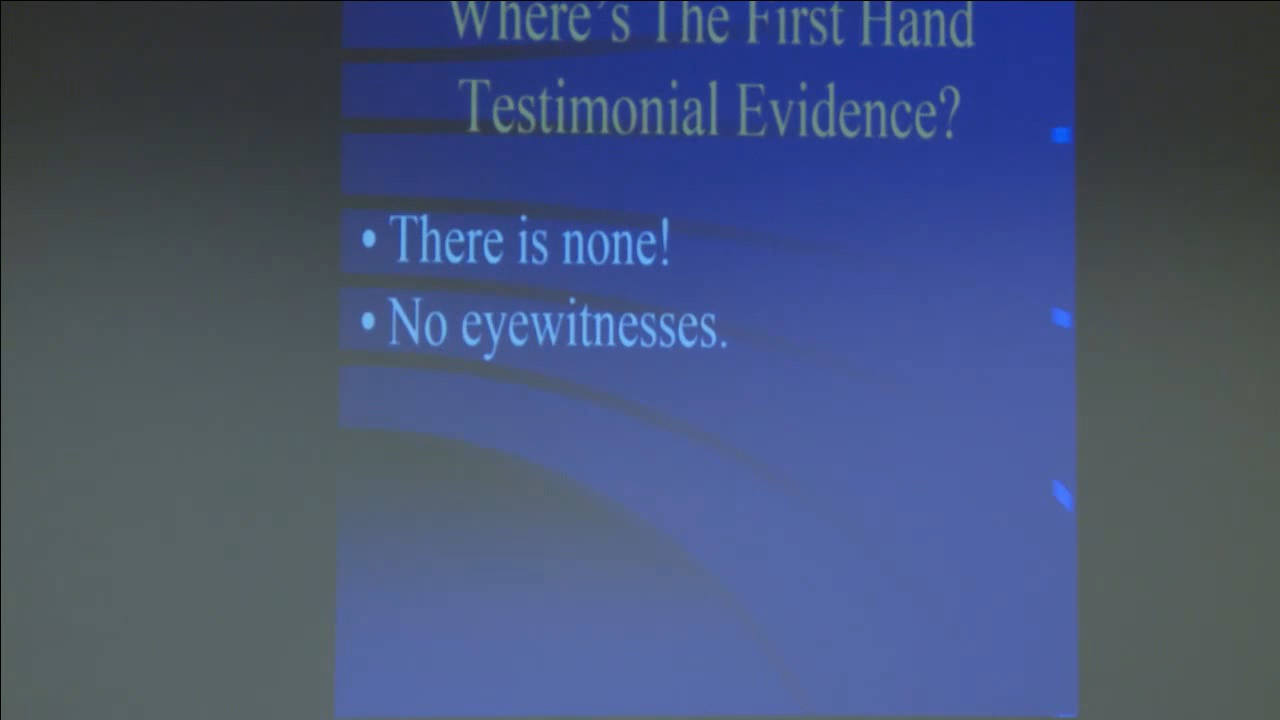 Where's The First Hand
Testimonial Evidence?
• There is none!
• No eyewitnesses.